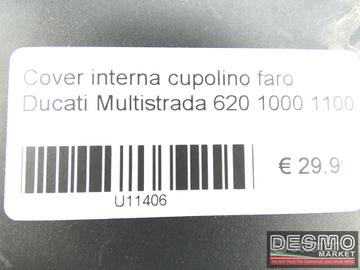 Cover interna cupolino faro
Ducati Multistrada 620 1000 1100
€ 29.9
U11406
DESMO
MARKET